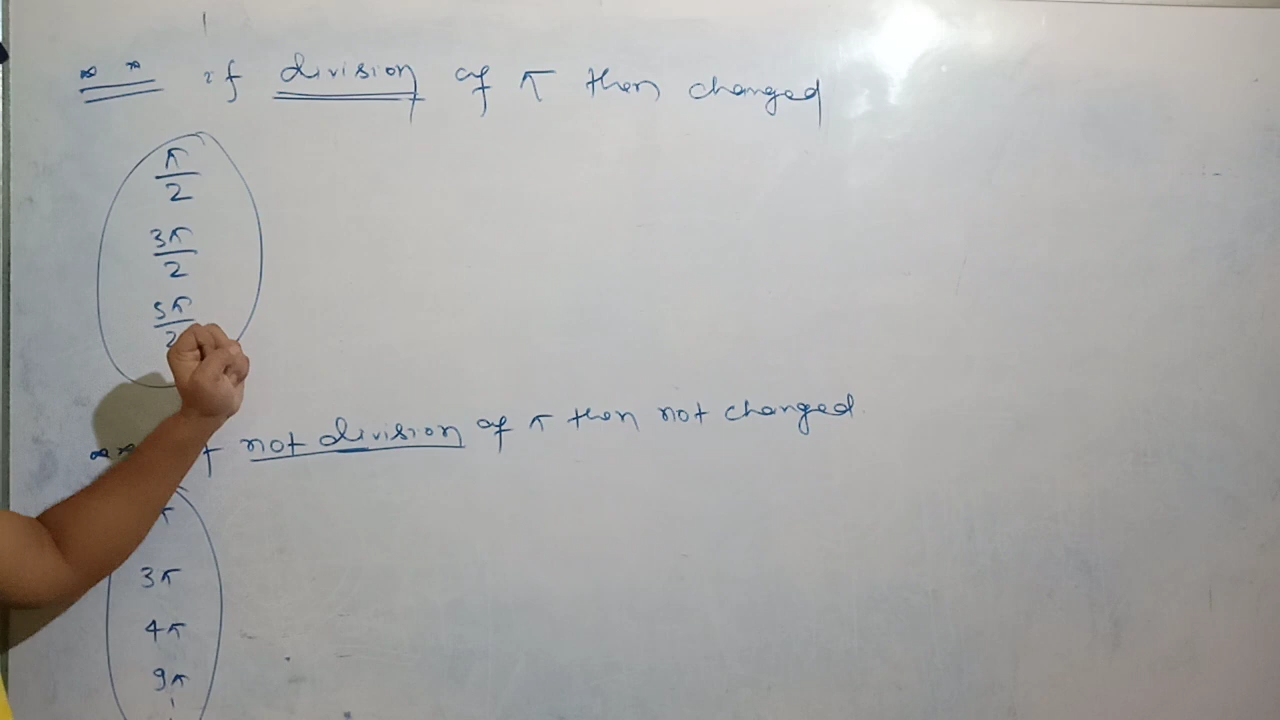 ** if division of π then changed
π/2
3π/2
5π/2
not division of π then not changed
3π
4π
9π